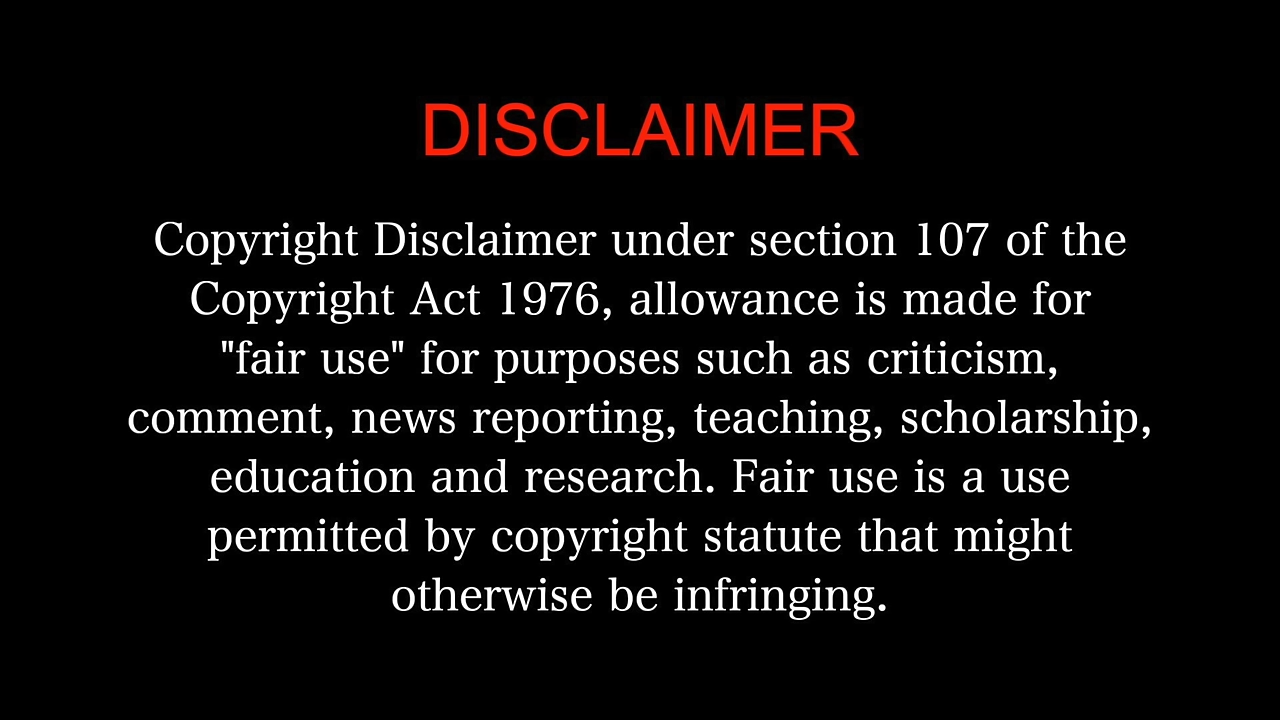 DISCLAIMER
Copyright Disclaimer under section 107 of the
Copyright Act 1976, allowance is made for
"fair use" for purposes such as criticism,
comment, news reporting, teaching, scholarship,
education and research. Fair use is a use
permitted by copyright statute that might
otherwise be infringing.